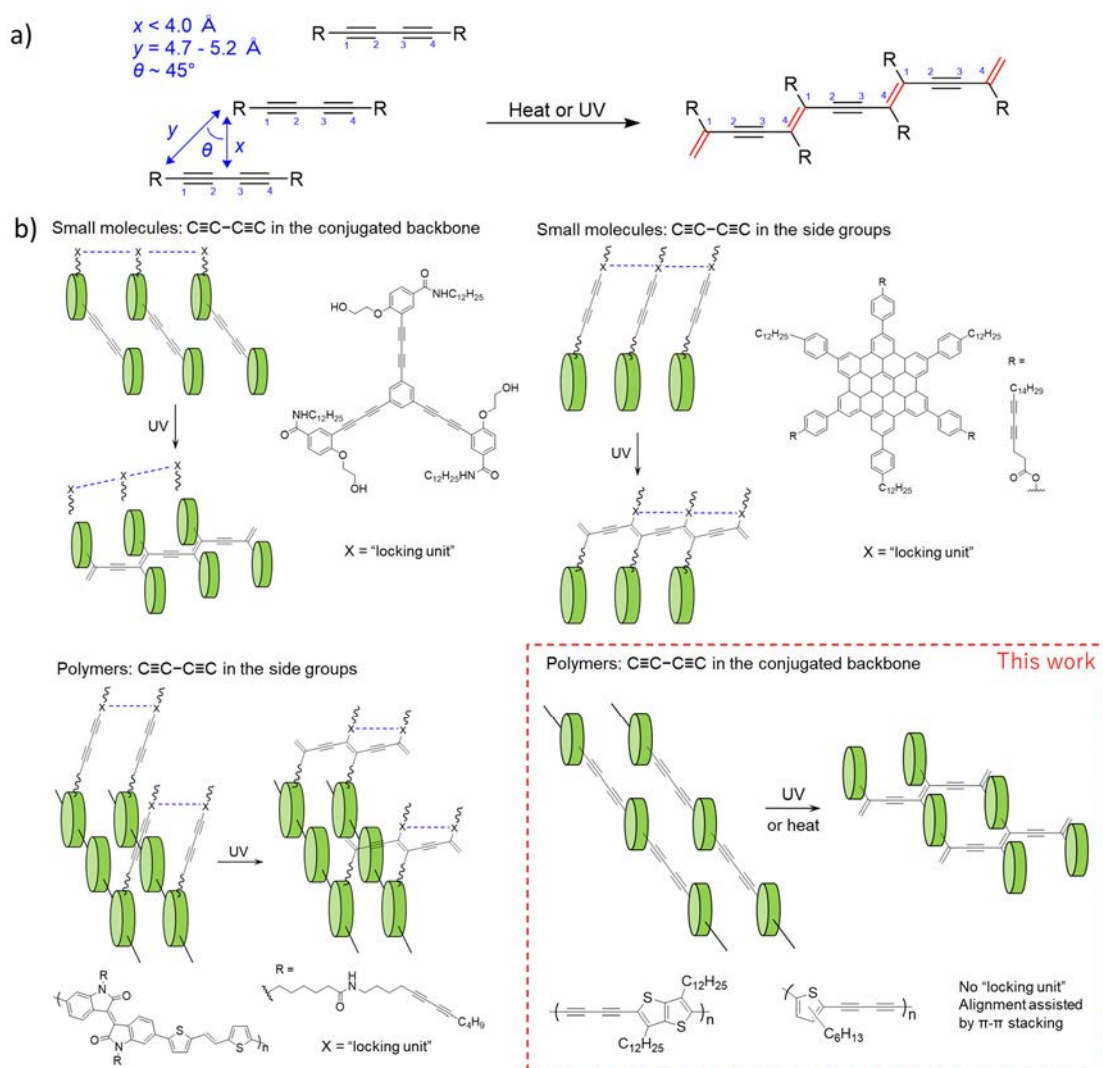 a)
x < 4.0 Å
y = 4.7 - 5.2 Å
θ ~ 45°
R 1 2 3 4 R
R 1 2 3 4 R
y θ x
R 1 2 3 4 R
Heat or UV
R R R
1 2 3 4 1 2 3 4 1 2 3 4
R R R
b)
Small molecules: C≡C–C≡C in the conjugated backbone
X X X
UV
X X X
O
NHC12H25
HO
O
OH
NHC12H25
O
O
O
HO
C12H25HN
O
X = "locking unit"
Small molecules: C≡C–C≡C in the side groups
X X X
UV
X X X
R
C12H25
C12H25
R =
C14H29
R
R
C12H25
O
O
X = "locking unit"
Polymers: C≡C–C≡C in the side groups
X X
X X
UV
X X
X X
R
N
O
O
N
R
S
S
n
R =
O
H
N
C4H9
X = "locking unit"
Polymers: C≡C–C≡C in the conjugated backbone
This work
UV
or heat
C12H25
S
S
n
C12H25
S
n
C6H13
No "locking unit"
Alignment assisted
by π-π stacking